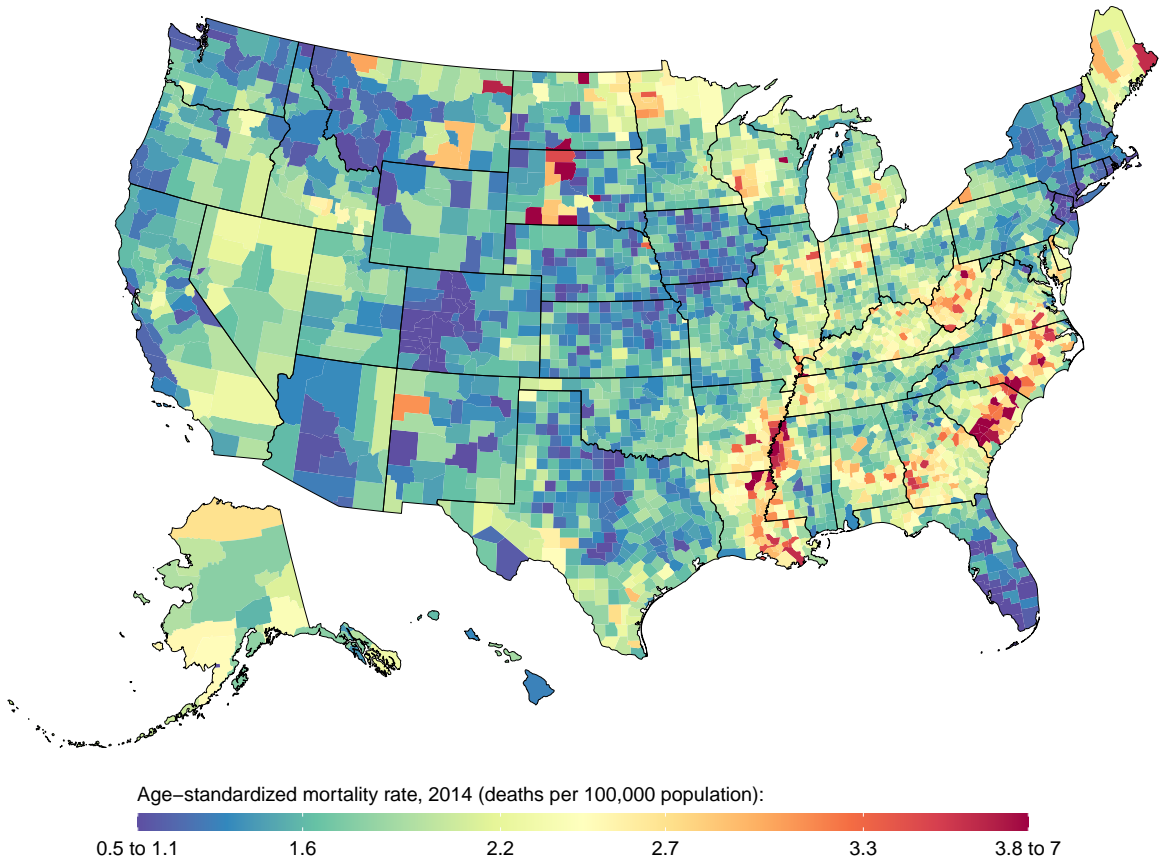 Age−standardized mortality rate, 2014 (deaths per 100,000 population):
0.5 to 1.1 1.6 2.2 2.7 3.3 3.8 to 7